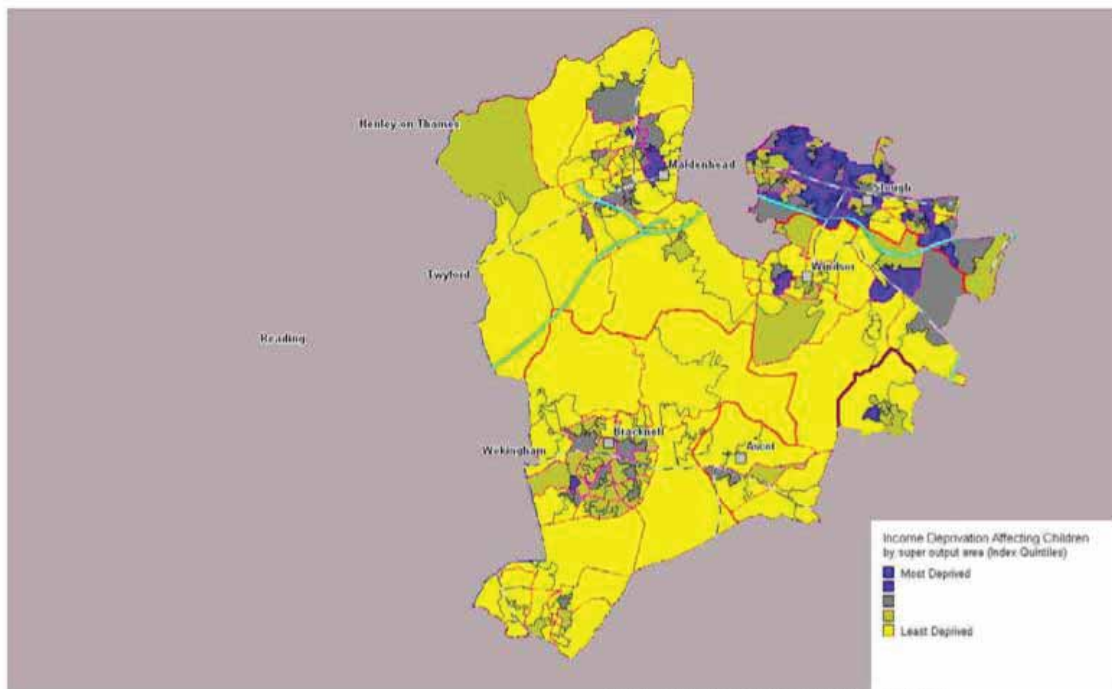 Henley on Thames
Maidenhead
Slough
Windsor
Twyford
Reading
Bracknell
Wokingham
Ascot
Income Deprivation Affecting Children
by super output area (Index Quintiles)
Most Deprived
Least Deprived